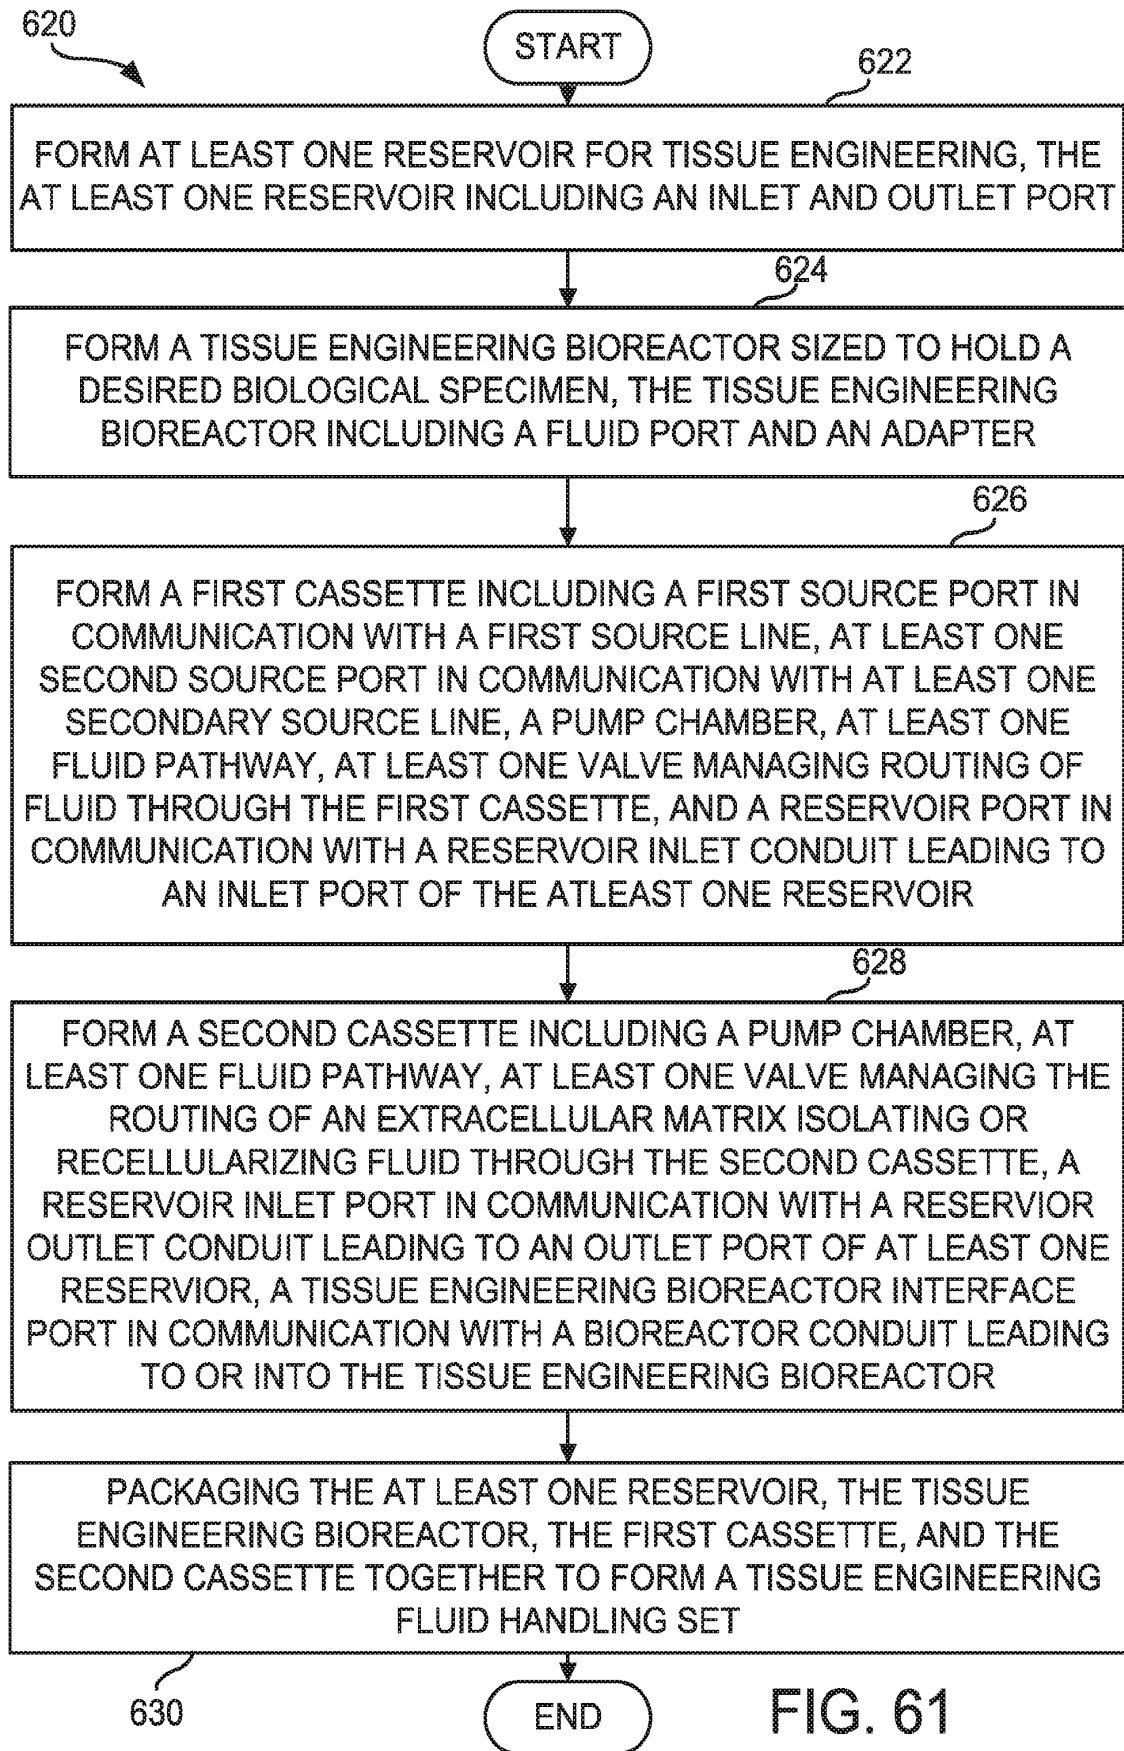 620
START
622
FORM AT LEAST ONE RESERVOIR FOR TISSUE ENGINEERING, THE
AT LEAST ONE RESERVOIR INCLUDING AN INLET AND OUTLET PORT
624
FORM A TISSUE ENGINEERING BIOREACTOR SIZED TO HOLD A
DESIRED BIOLOGICAL SPECIMEN, THE TISSUE ENGINEERING
BIOREACTOR INCLUDING A FLUID PORT AND AN ADAPTER
626
FORM A FIRST CASSETTE INCLUDING A FIRST SOURCE PORT IN
COMMUNICATION WITH A FIRST SOURCE LINE, AT LEAST ONE
SECOND SOURCE PORT IN COMMUNICATION WITH AT LEAST ONE
SECONDARY SOURCE LINE, A PUMP CHAMBER, AT LEAST ONE
FLUID PATHWAY, AT LEAST ONE VALVE MANAGING ROUTING OF
FLUID THROUGH THE FIRST CASSETTE, AND A RESERVOIR PORT IN
COMMUNICATION WITH A RESERVOIR INLET CONDUIT LEADING TO
AN INLET PORT OF THE ATLEAST ONE RESERVOIR
628
FORM A SECOND CASSETTE INCLUDING A PUMP CHAMBER, AT
LEAST ONE FLUID PATHWAY, AT LEAST ONE VALVE MANAGING THE
ROUTING OF AN EXTRACELLULAR MATRIX ISOLATING OR
RECELLULARIZING FLUID THROUGH THE SECOND CASSETTE, A
RESERVOIR INLET PORT IN COMMUNICATION WITH A RESERVIOR
OUTLET CONDUIT LEADING TO AN OUTLET PORT OF AT LEAST ONE
RESERVIOR, A TISSUE ENGINEERING BIOREACTOR INTERFACE
PORT IN COMMUNICATION WITH A BIOREACTOR CONDUIT LEADING
TO OR INTO THE TISSUE ENGINEERING BIOREACTOR
PACKAGING THE AT LEAST ONE RESERVOIR, THE TISSUE
ENGINEERING BIOREACTOR, THE FIRST CASSETTE, AND THE
SECOND CASSETTE TOGETHER TO FORM A TISSUE ENGINEERING
FLUID HANDLING SET
630
END
FIG. 61